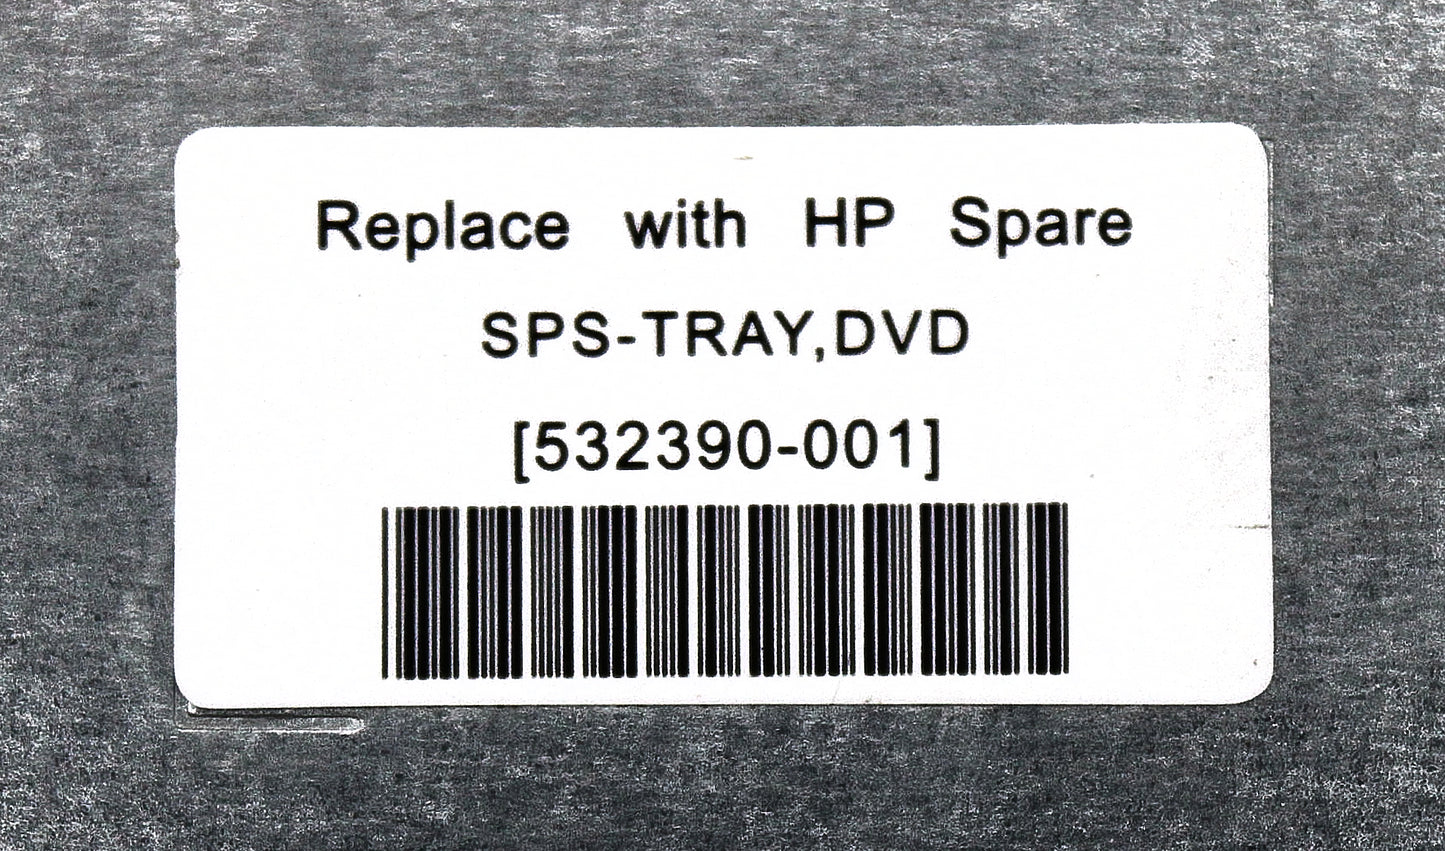 Replace with HP Spare
SPS-TRAY,DVD
[532390-001]